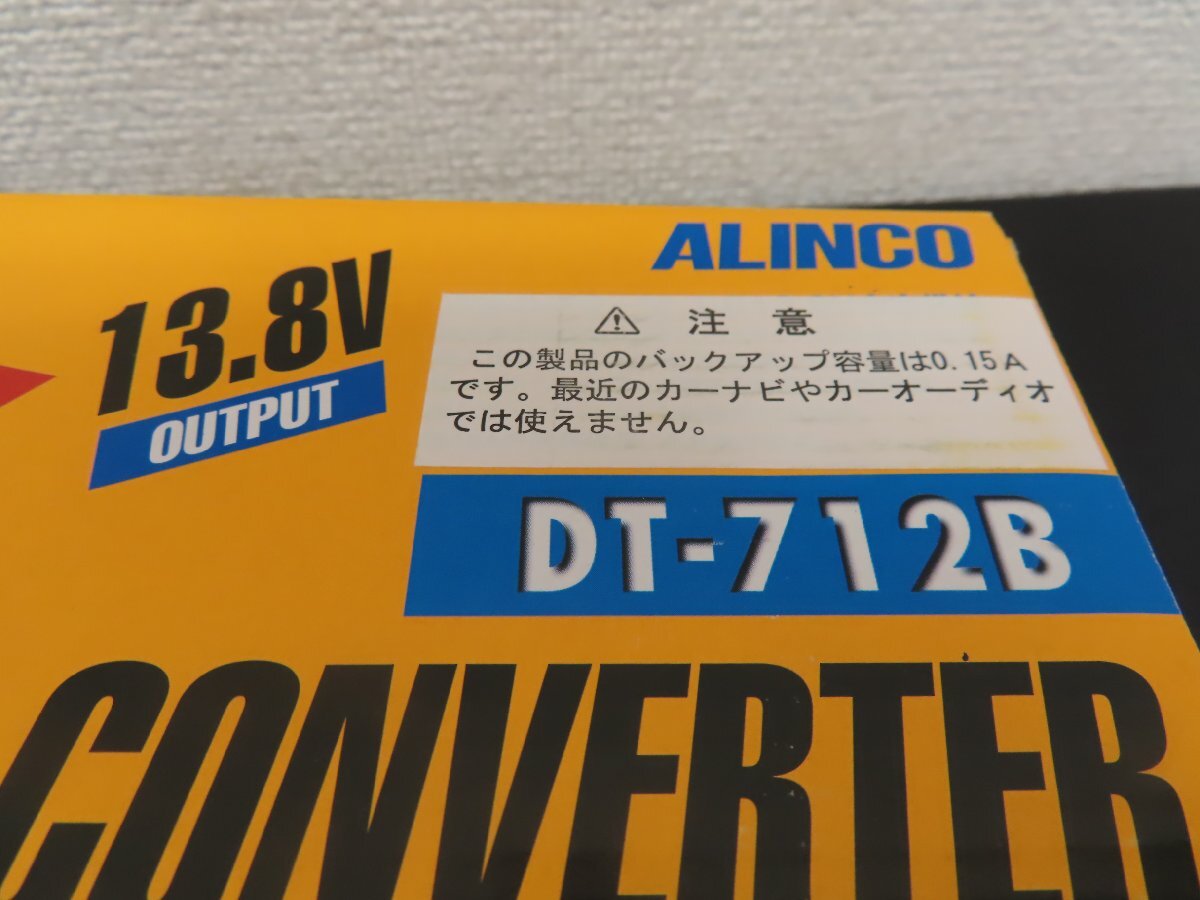 ALINCO
13.8V
OUTPUT
⚠ 注 意
この製品のバックアップ容量は0.15A
です。最近のカーナビやカーオーディオ
では使えません。
DT-712B
CONVERTER